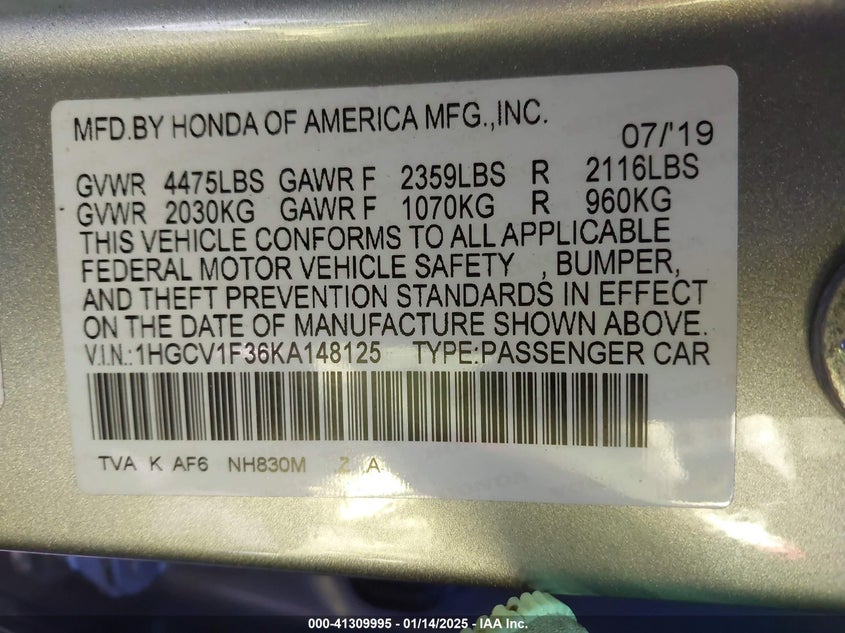 MFD.BY HONDA OF AMERICA MFG.,INC.
07/'19
GVWR 4475LBS GAWR F 2359LBS R 2116LBS
GVWR 2030KG GAWR F 1070KG R 960KG
THIS VEHICLE CONFORMS TO ALL APPLICABLE
FEDERAL MOTOR VEHICLE SAFETY , BUMPER,
AND THEFT PREVENTION STANDARDS IN EFFECT
ON THE DATE OF MANUFACTURE SHOWN ABOVE.
V.I.N.:1HGCV1F36KA148125 TYPE:PASSENGER CAR
TVA K AF6 NH830M Z A
000-41309995 - 01/14/2025 - IAA Inc.